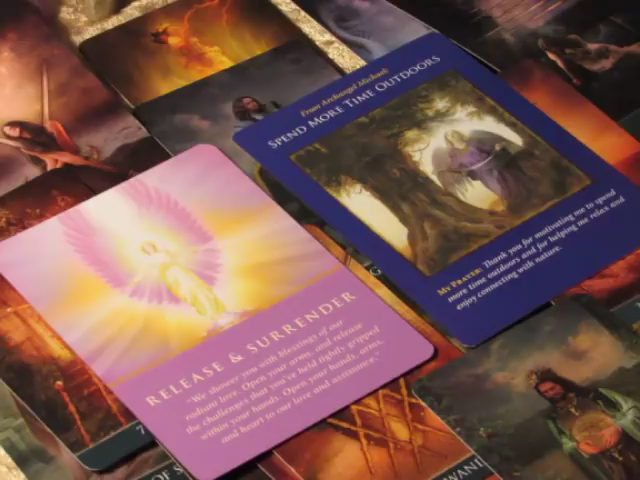 From Archangel Michael:
SPEND MORE TIME OUTDOORS
MY PRAYER: Thank you for motivating me to spend
more time outdoors and for helping me relax and
enjoy connecting with nature.
RELEASE & SURRENDER
"We shower you with blessings of our
radiant love. Open your arms, and release
the challenges that you've held tightly gripped
within your hands. Open your hands, arms,
and heart to our love and assistance."
7
OF S
G
WANI